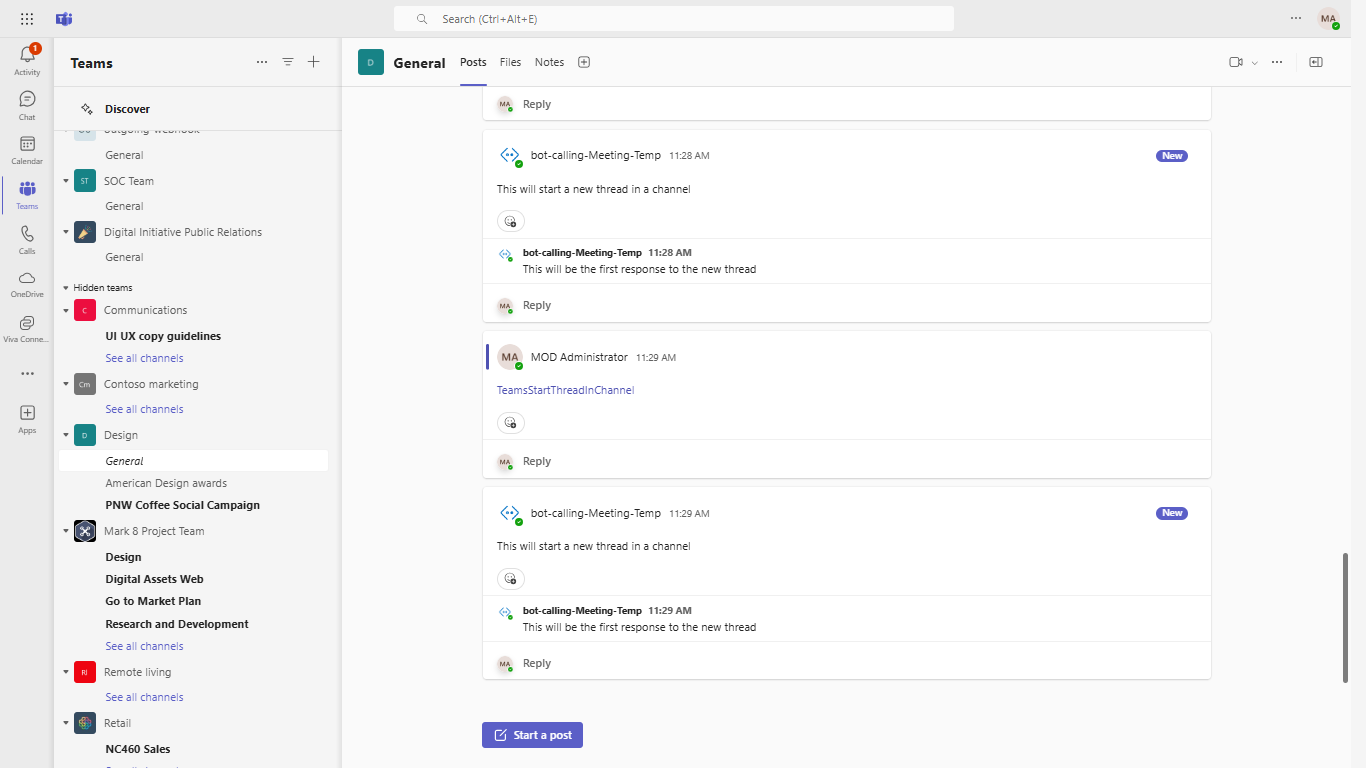 Search (Ctrl+Alt+E)
MA
1
Activity
Chat
Calendar
Teams
Calls
OneDrive
Viva Conne...
Apps
Teams
Discover
General
ST SOC Team
General
Digital Initiative Public Relations
General
Hidden teams
C Communications
UI UX copy guidelines
See all channels
Cm Contoso marketing
See all channels
D Design
General
American Design awards
PNW Coffee Social Campaign
Mark 8 Project Team
Design
Digital Assets Web
Go to Market Plan
Research and Development
See all channels
Rl Remote living
See all channels
Retail
NC460 Sales
D General Posts Files Notes
MA Reply
bot-calling-Meeting-Temp 11:28 AM New
This will start a new thread in a channel
bot-calling-Meeting-Temp 11:28 AM
This will be the first response to the new thread
MA Reply
MA MOD Administrator 11:29 AM
TeamsStartThreadInChannel
MA Reply
bot-calling-Meeting-Temp 11:29 AM New
This will start a new thread in a channel
bot-calling-Meeting-Temp 11:29 AM
This will be the first response to the new thread
MA Reply
Start a post